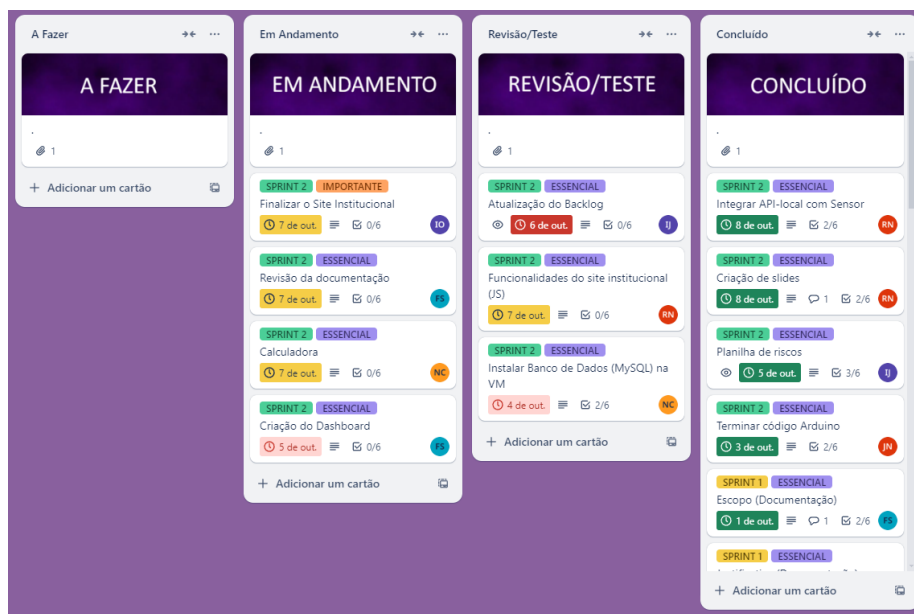 A Fazer
A FAZER
.
1
+ Adicionar um cartão
Em Andamento
EM ANDAMENTO
.
1
SPRINT 2 IMPORTANTE
Finalizar o Site Institucional
7 de out. 0/6 IO
SPRINT 2 ESSENCIAL
Revisão da documentação
7 de out. 0/6 FS
SPRINT 2 ESSENCIAL
Calculadora
7 de out. 0/6 NC
SPRINT 2 ESSENCIAL
Criação do Dashboard
5 de out. 0/6 FS
+ Adicionar um cartão
Revisão/Teste
REVISÃO/TESTE
.
1
SPRINT 2 ESSENCIAL
Atualização do Backlog
6 de out. 0/6 IJ
SPRINT 2 ESSENCIAL
Funcionalidades do site institucional
(JS)
7 de out. 0/6 RN
SPRINT 2 ESSENCIAL
Instalar Banco de Dados (MySQL) na
VM
4 de out. 2/6 NC
+ Adicionar um cartão
Concluído
CONCLUÍDO
.
1
SPRINT 2 ESSENCIAL
Integrar API-local com Sensor
8 de out. 2/6 RN
SPRINT 2 ESSENCIAL
Criação de slides
8 de out. 1 2/6 RN
SPRINT 2 ESSENCIAL
Planilha de riscos
5 de out. 3/6 IJ
SPRINT 2 ESSENCIAL
Terminar código Arduino
3 de out. 2/6 JN
SPRINT 1 ESSENCIAL
Escopo (Documentação)
1 de out. 1 2/6 FS
SPRINT 1 ESSENCIAL
+ Adicionar um cartão